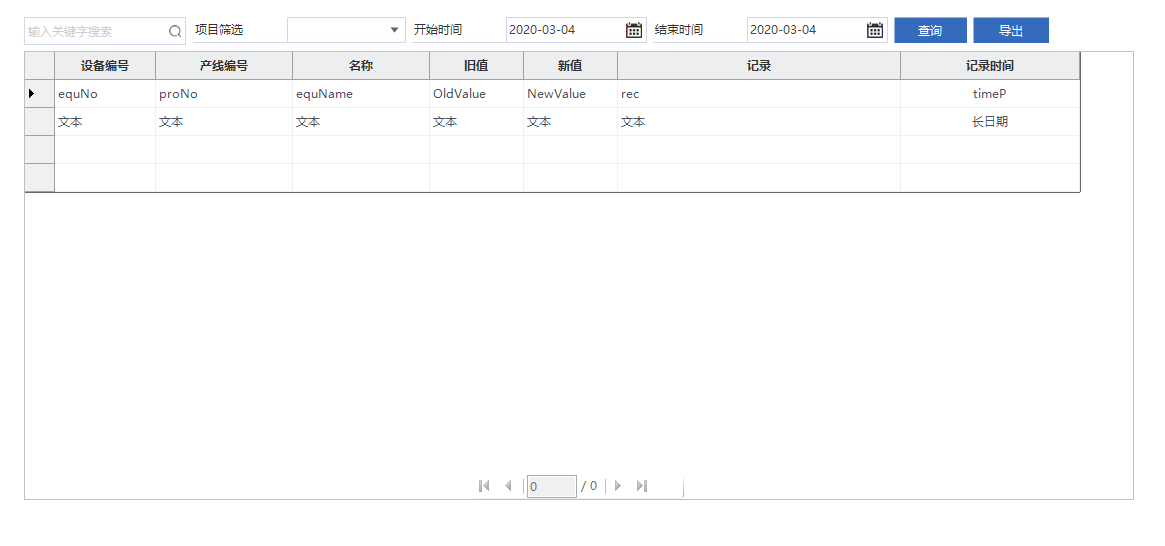 输入关键字搜索 项目筛选 开始时间 2020-03-04 结束时间 2020-03-04 查询 导出
设备编号 产线编号 名称 旧值 新值 记录 记录时间
equNo proNo equName OldValue NewValue rec timeP
文本 文本 文本 文本 文本 文本 长日期
0 / 0